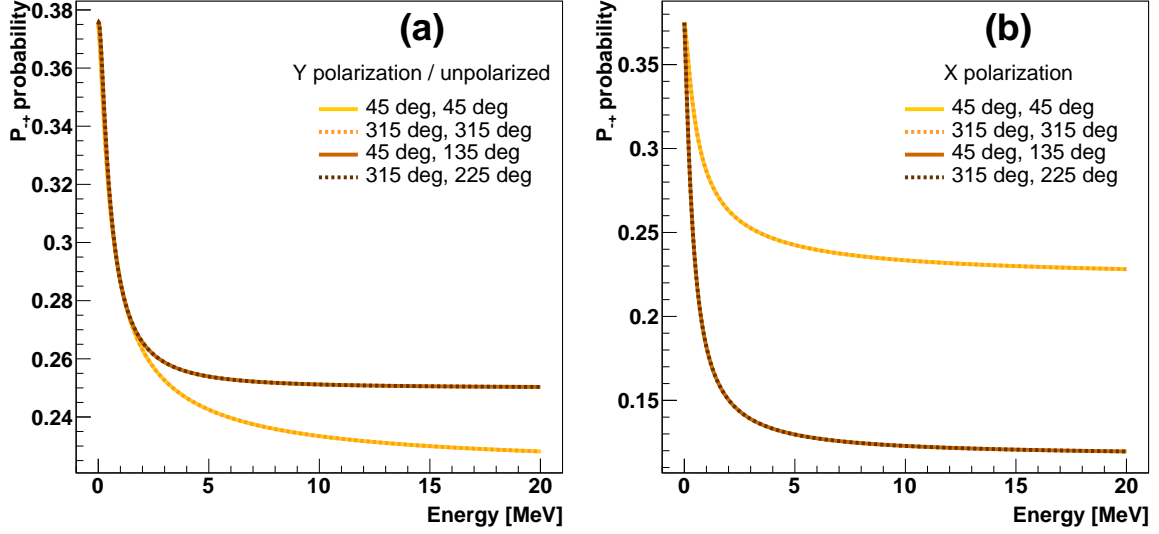 (a)
Y polarization / unpolarized
45 deg, 45 deg
315 deg, 315 deg
45 deg, 135 deg
315 deg, 225 deg
P-+ probability
0.38
0.36
0.34
0.32
0.3
0.28
0.26
0.24
0 5 10 15 20
Energy [MeV]
(b)
X polarization
45 deg, 45 deg
315 deg, 315 deg
45 deg, 135 deg
315 deg, 225 deg
P-+ probability
0.35
0.3
0.25
0.2
0.15
0 5 10 15 20
Energy [MeV]